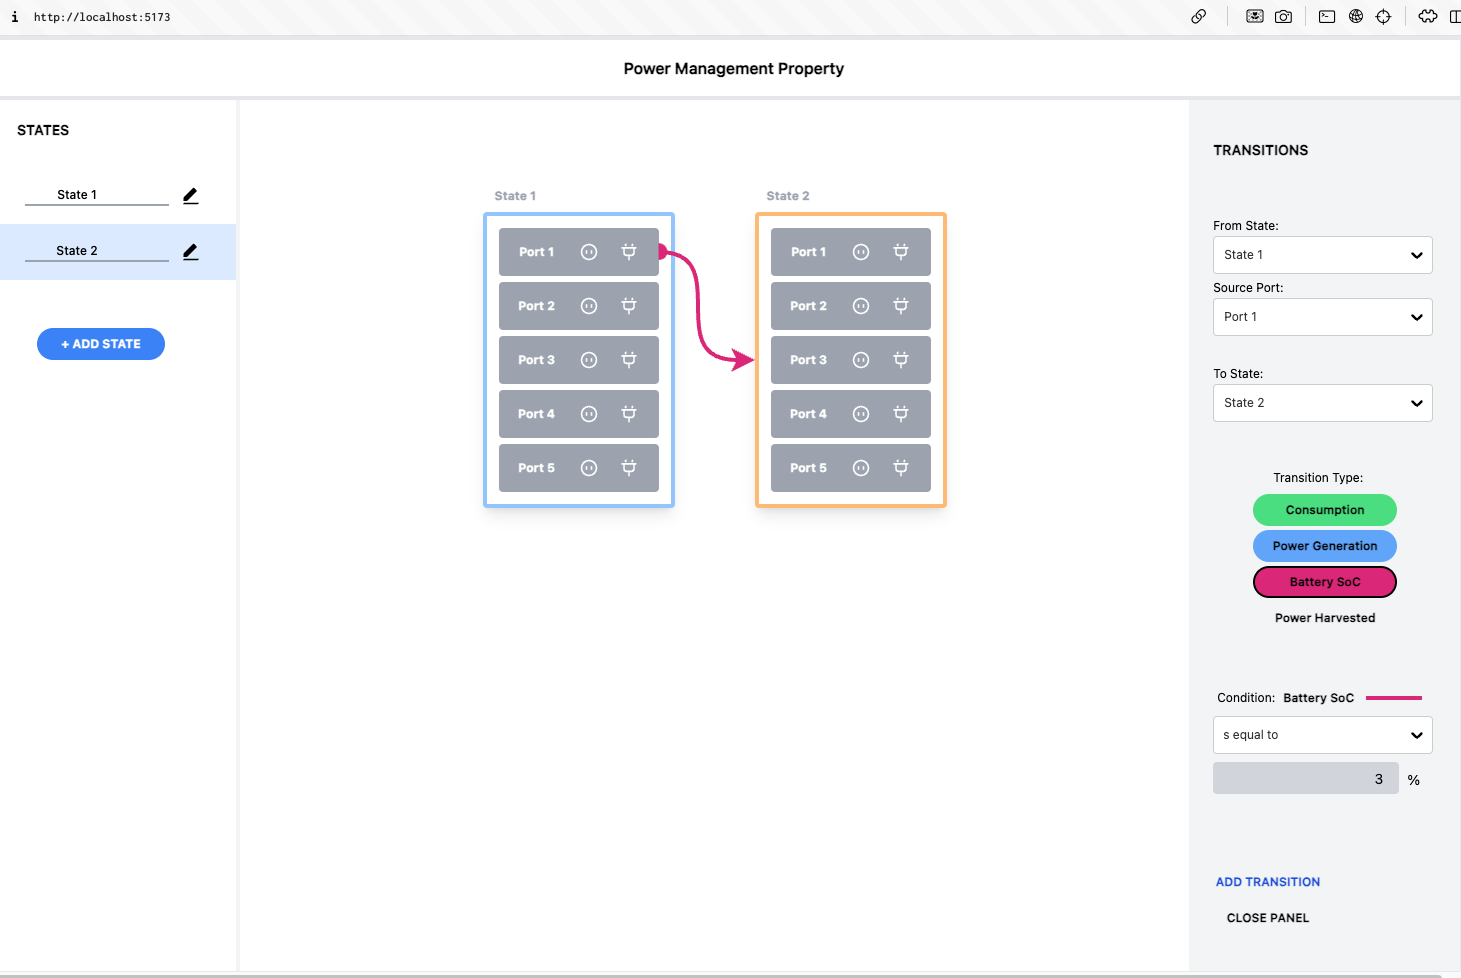 http://localhost:5173
Power Management Property
STATES
State 1
State 2
+ ADD STATE
State 1
Port 1
Port 2
Port 3
Port 4
Port 5
State 2
Port 1
Port 2
Port 3
Port 4
Port 5
TRANSITIONS
From State:
State 1
Source Port:
Port 1
To State:
State 2
Transition Type:
Consumption
Power Generation
Battery SoC
Power Harvested
Condition: Battery SoC
s equal to
3 %
ADD TRANSITION
CLOSE PANEL